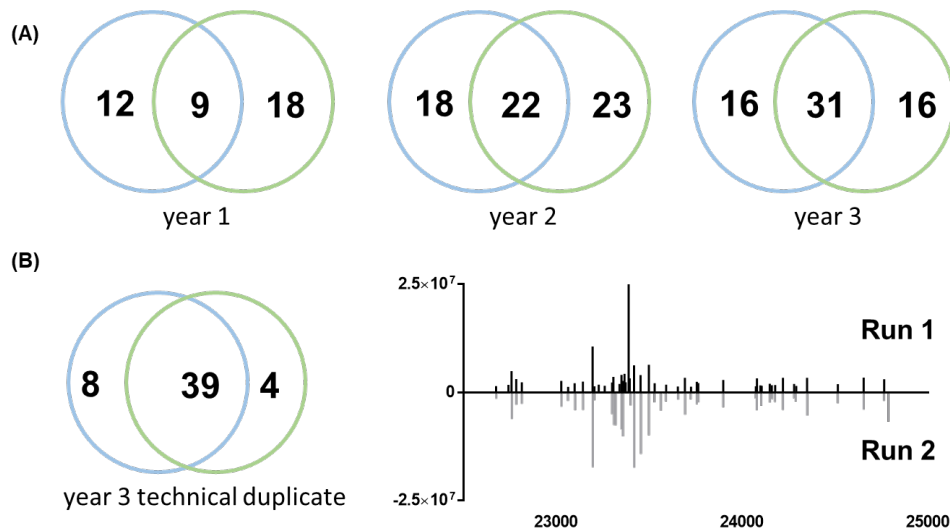 (A)
12 9 18
year 1
18 22 23
year 2
16 31 16
year 3
(B)
8 39 4
year 3 technical duplicate
2.5×10⁷
0
-2.5×10⁷
Run 1
Run 2
23000 24000 25000